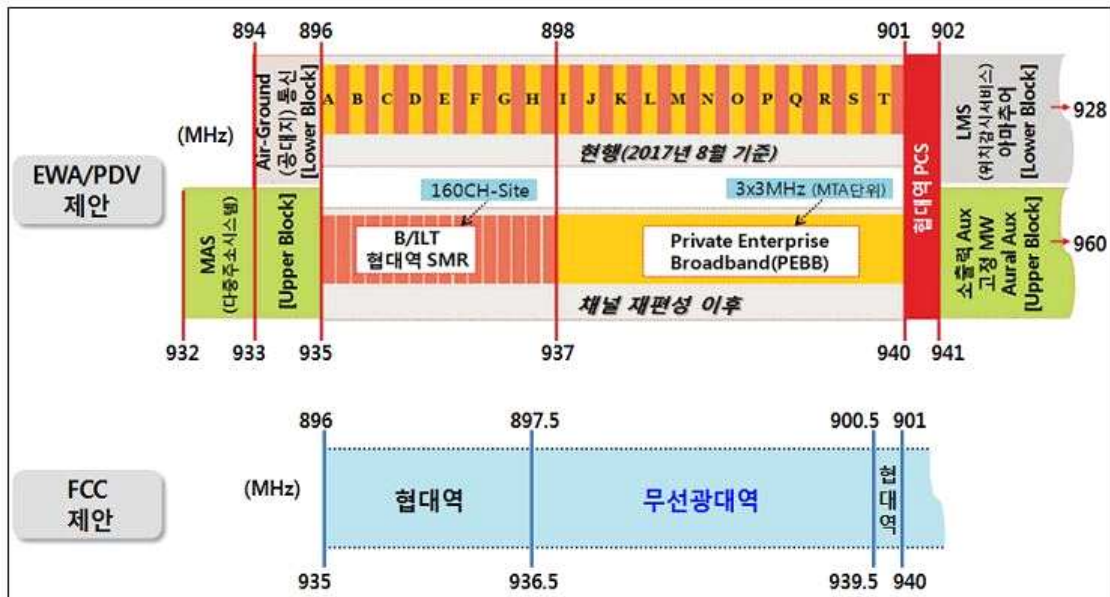 894
896
898
901
902
(MHz)
Air-Ground
(공대지) 통신
[Lower Block]
A B C D E F G H I J K L M N O P Q R S T
현행(2017년 8월 기준)
협대역 PCS
LMS
(위치감시서비스)
아마추어
[Lower Block]
928
EWA/PDV
제안
160CH-Site
3x3MHz (MTA단위)
MAS
(다중주소시스템)
[Upper Block]
B/ILT
협대역 SMR
Private Enterprise
Broadband(PEBB)
소출력 Aux
고정 MW
Aural Aux
[Upper Block]
960
채널 재편성 이후
932
933
935
937
940
941
896
897.5
900.5
901
FCC
제안
(MHz)
협대역
무선광대역
협대역
935
936.5
939.5
940